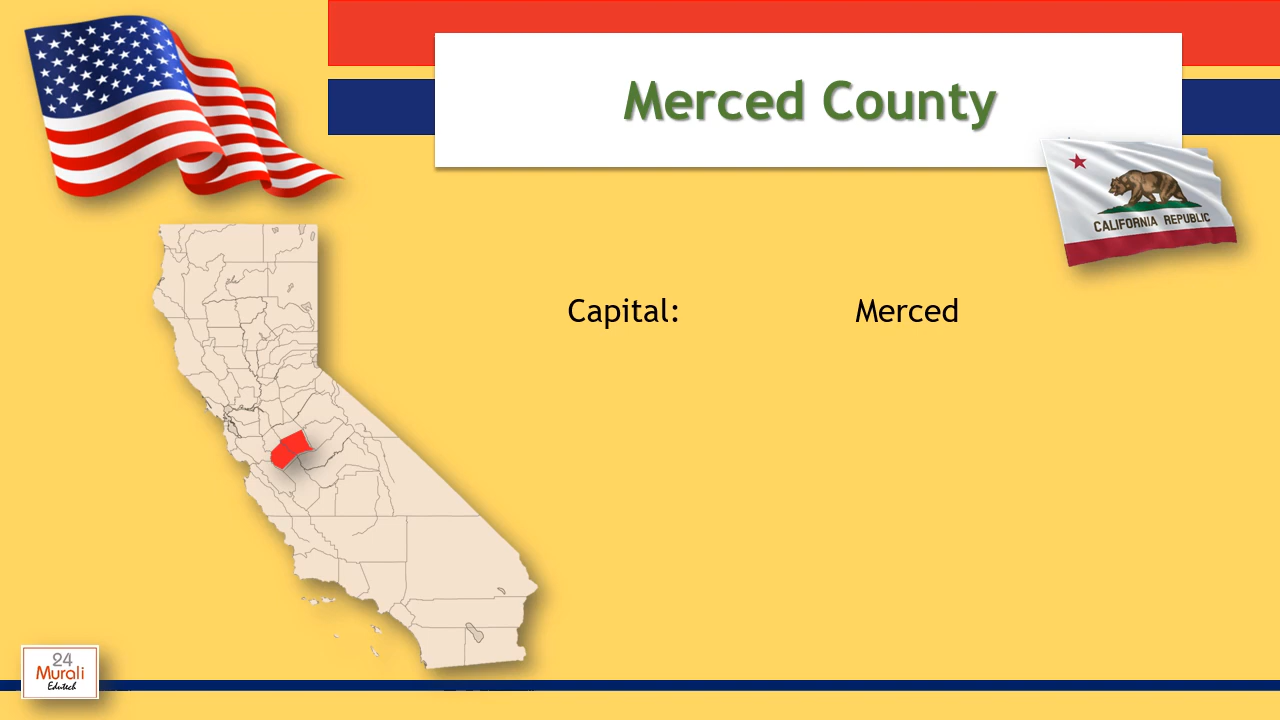 Merced County
CALIFORNIA REPUBLIC
Capital: Merced
24
Murali
Edutech